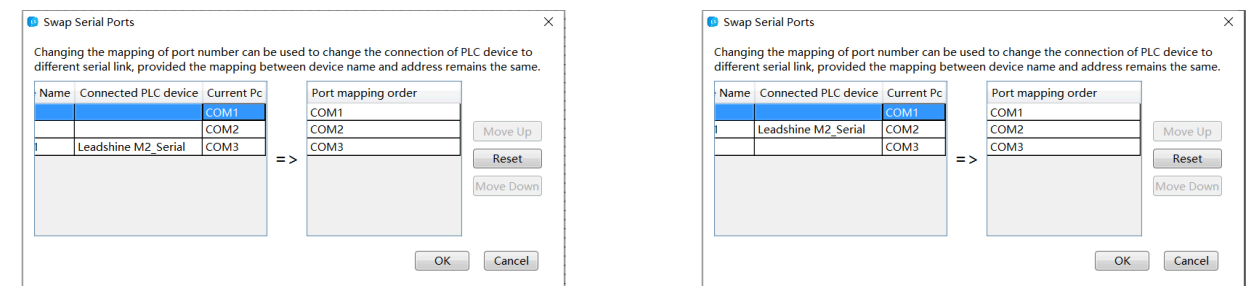 Swap Serial Ports
Changing the mapping of port number can be used to change the connection of PLC device to
different serial link, provided the mapping between device name and address remains the same.
Name Connected PLC device Current Pc Port mapping order
COM1 COM1
COM2 COM2 Move Up
Leadshine M2_Serial COM3 COM3
=> Reset
Move Down
OK Cancel
Swap Serial Ports
Changing the mapping of port number can be used to change the connection of PLC device to
different serial link, provided the mapping between device name and address remains the same.
Name Connected PLC device Current Pc Port mapping order
COM1 COM1
Leadshine M2_Serial COM2 COM2 Move Up
COM3 COM3
=> Reset
Move Down
OK Cancel